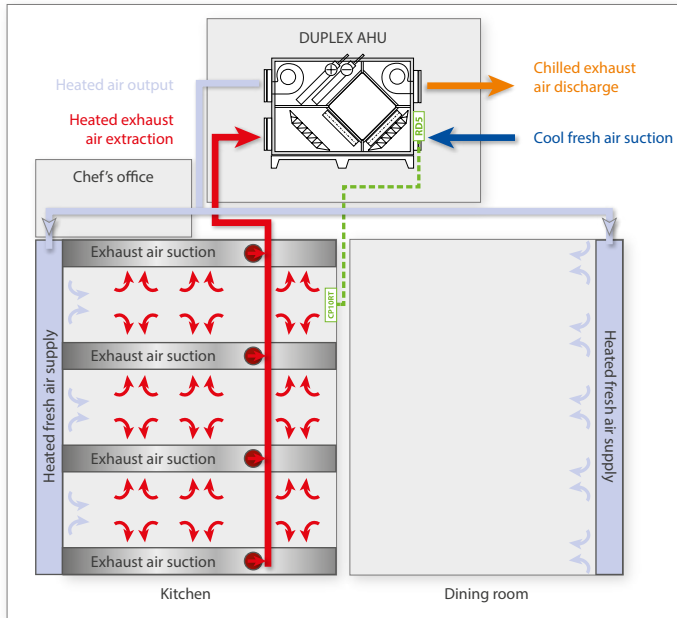 DUPLEX AHU
Heated air output
Chilled exhaust
air discharge
Heated exhaust
air extraction
RD5
Cool fresh air suction
Chef's office
Exhaust air suction
CP10RT
Exhaust air suction
Exhaust air suction
Exhaust air suction
Heated fresh air supply
Heated fresh air supply
Kitchen
Dining room